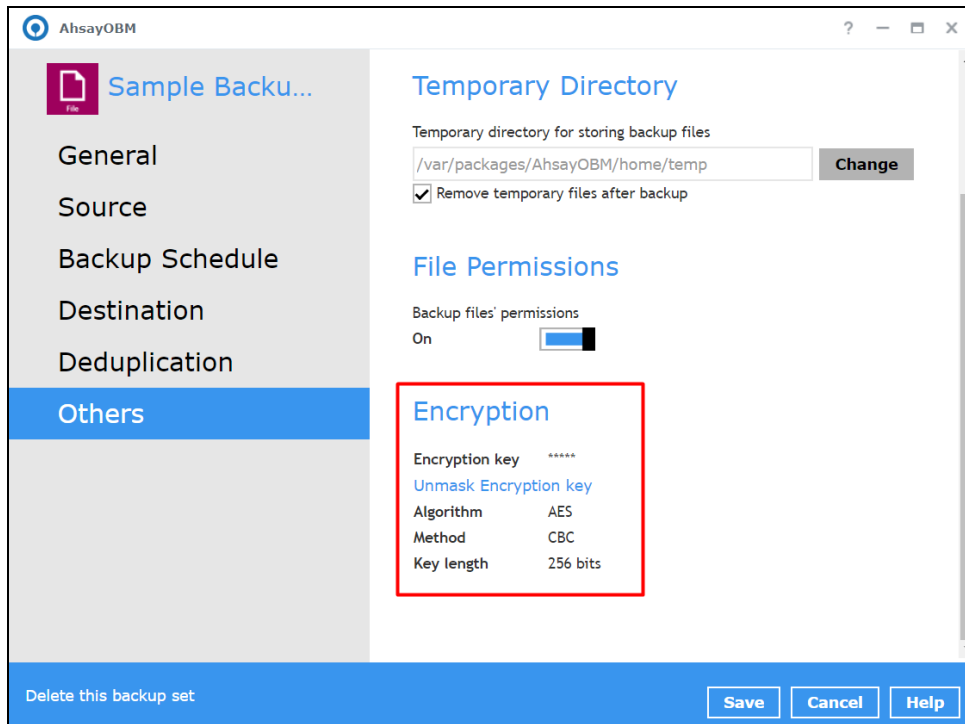 AhsayOBM
?
File
Sample Backu...
General
Source
Backup Schedule
Destination
Deduplication
Others
Temporary Directory
Temporary directory for storing backup files
/var/packages/AhsayOBM/home/temp
Change
Remove temporary files after backup
File Permissions
Backup files' permissions
On
Encryption
Encryption key *****
Unmask Encryption key
Algorithm AES
Method CBC
Key length 256 bits
Delete this backup set
Save Cancel Help